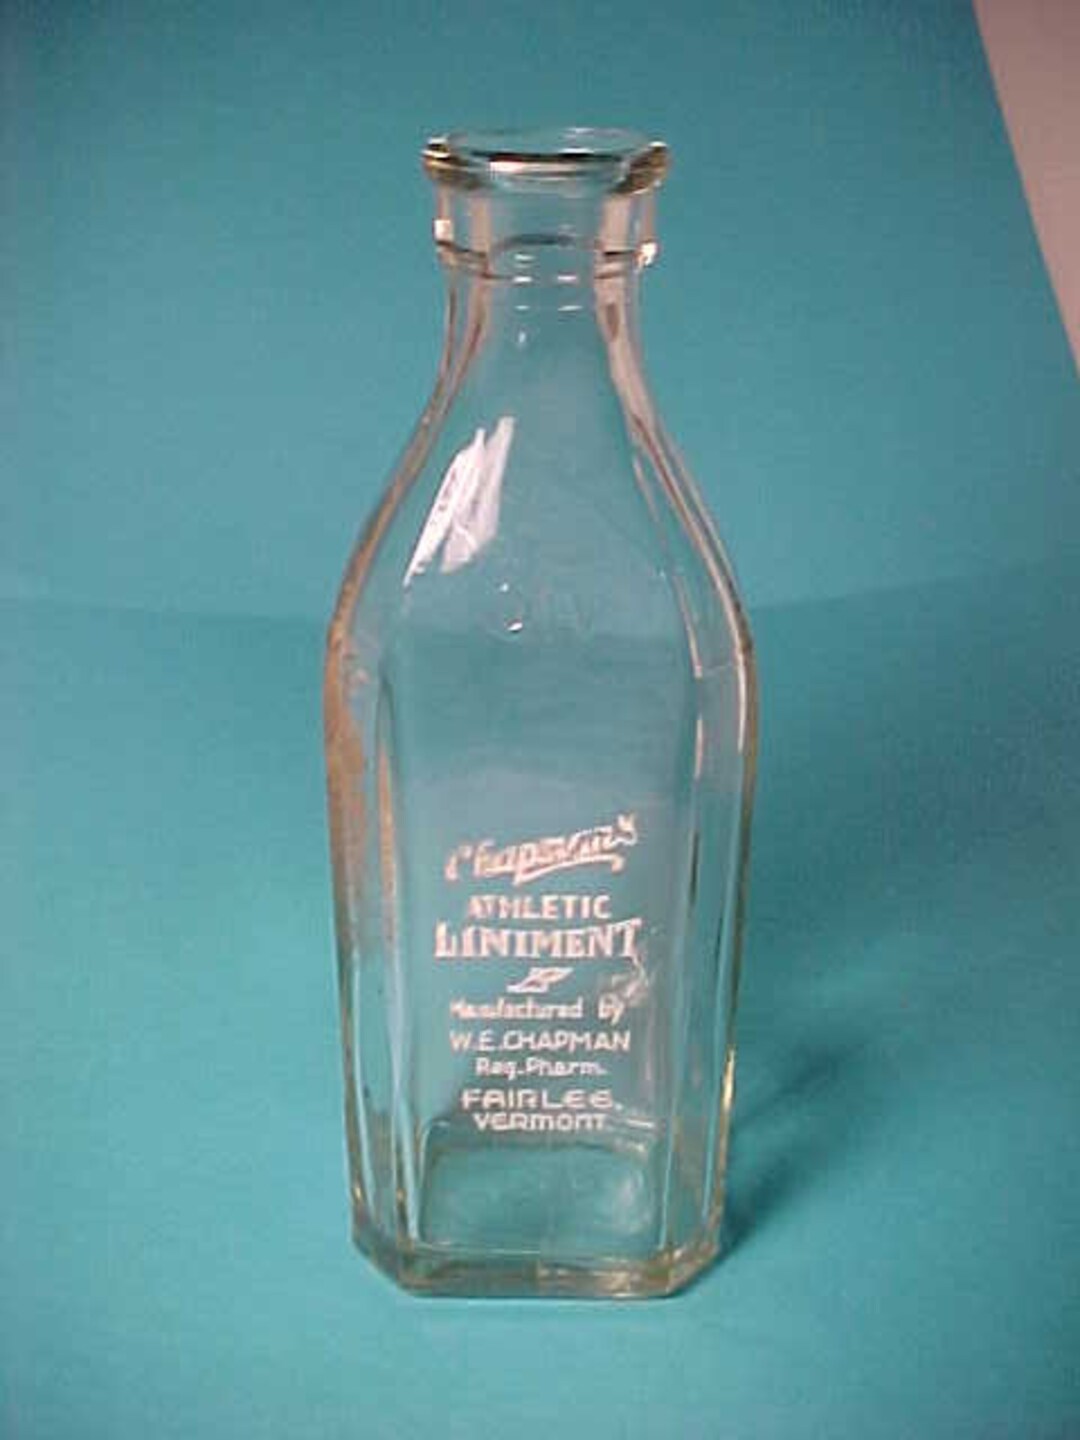 Chapman's
ATHLETIC
LINIMENT
Manufactured by
W.E.CHAPMAN
Reg.Pharm.
FAIRLEE,
VERMONT.